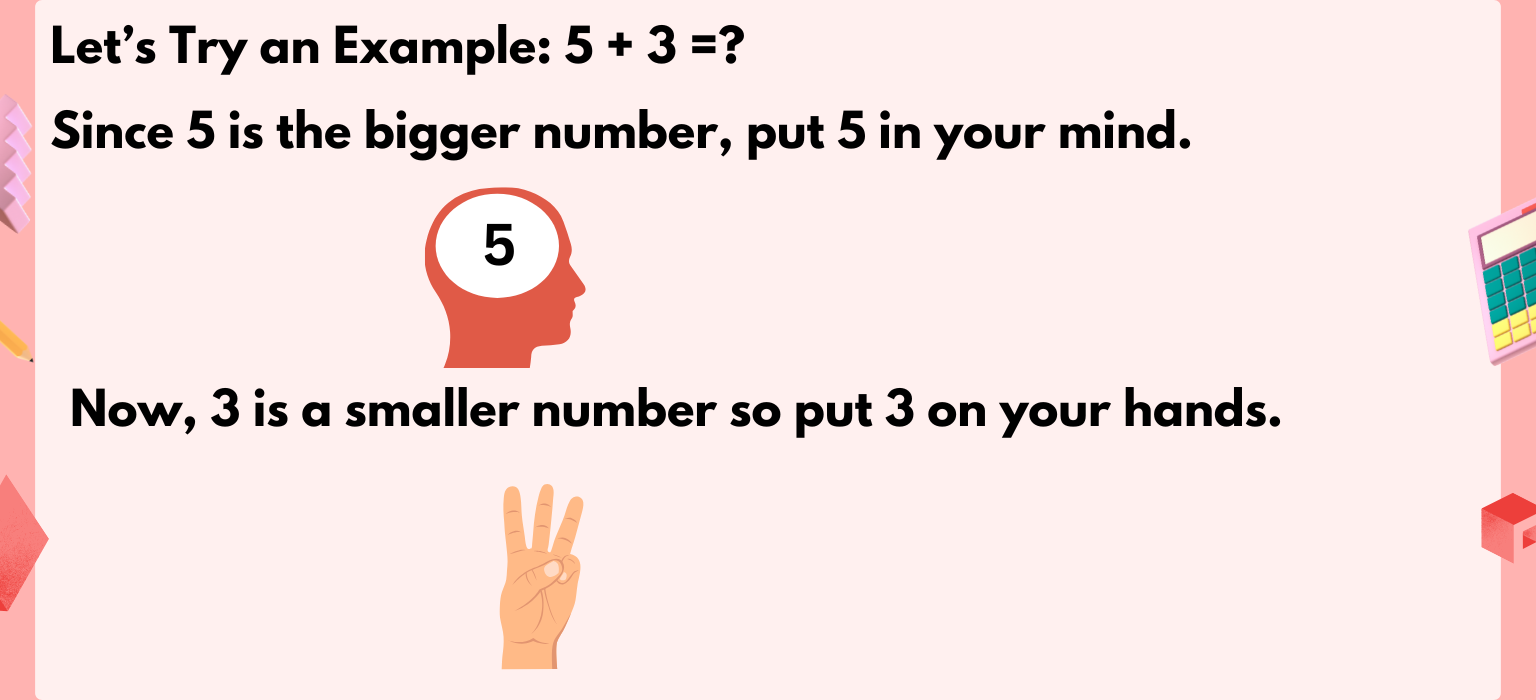 Let’s Try an Example: 5 + 3 =?
Since 5 is the bigger number, put 5 in your mind.
5
Now, 3 is a smaller number so put 3 on your hands.